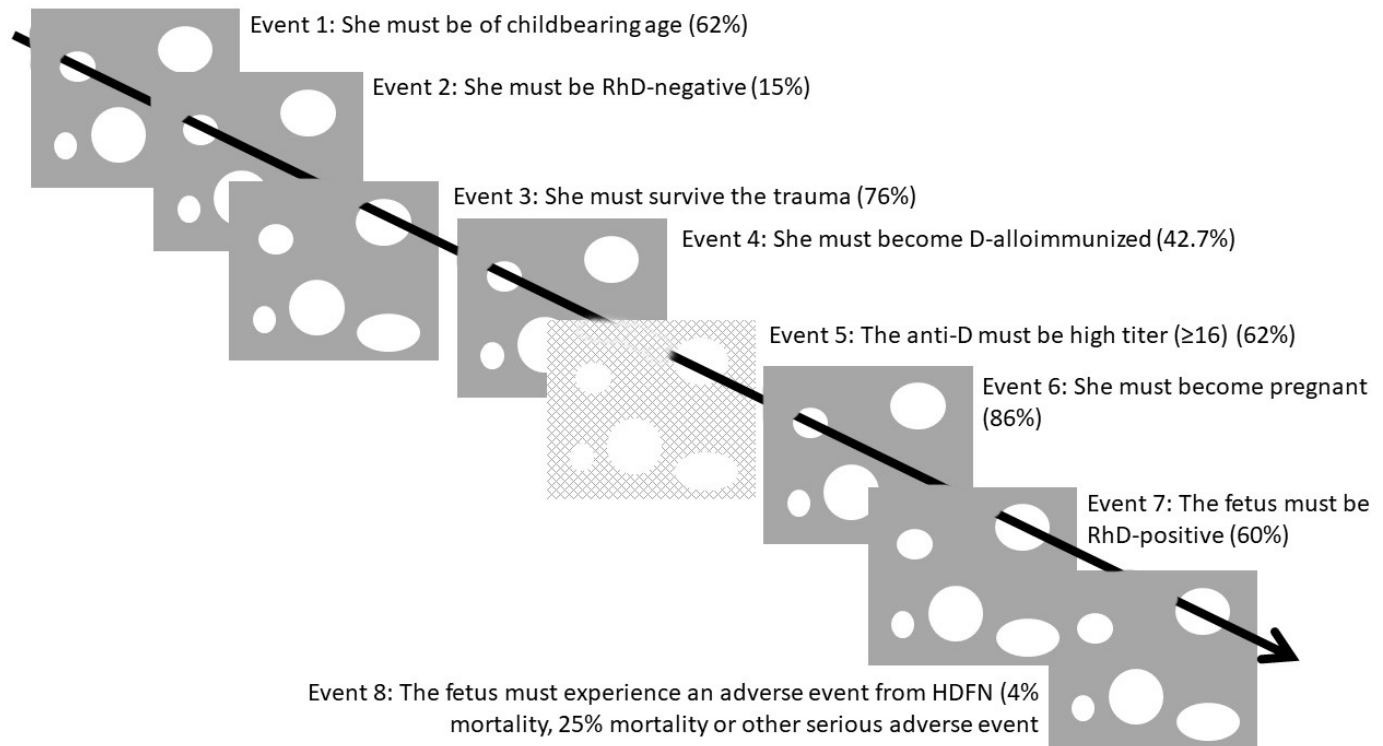 Event 1: She must be of childbearing age (62%)
Event 2: She must be RhD-negative (15%)
Event 3: She must survive the trauma (76%)
Event 4: She must become D-alloimmunized (42.7%)
Event 5: The anti-D must be high titer (≥16) (62%)
Event 6: She must become pregnant
(86%)
Event 7: The fetus must be
RhD-positive (60%)
Event 8: The fetus must experience an adverse event from HDFN (4%
mortality, 25% mortality or other serious adverse event